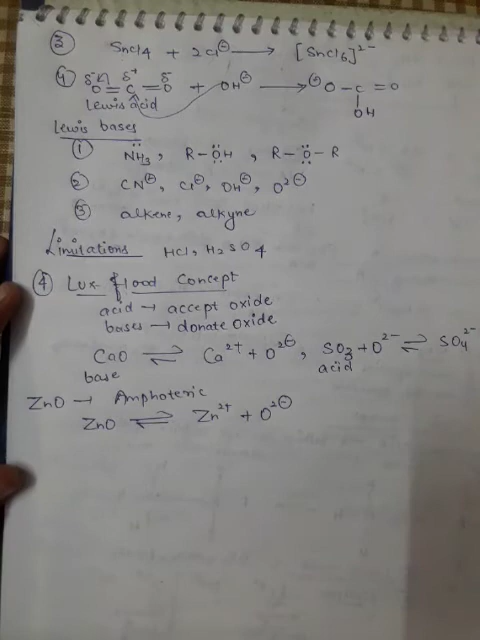 ③ SnCl4 + 2Cl⊖ → [SnCl6]²⁻
④ δ⁻ δ⁺ δ⁻
O=C=O + OH⊖ → ⊖O-C=O
Lewis acid
OH
Lewis bases
① N̈H3, R-Ö̤H, R-Ö̤-R
② CN⊖, Cl⊖, OH⊖, O²⊖
③ alkene, alkyne
Limitations HCl, H2SO4
④ Lux-flood Concept
acid → accept oxide
bases → donate oxide
CaO ⇌ Ca²⁺ + O²⊖, SO3 + O²⁻ ⇌ SO4²⁻
base acid
ZnO → Amphoteric
ZnO ⇌ Zn²⁺ + O²⊖